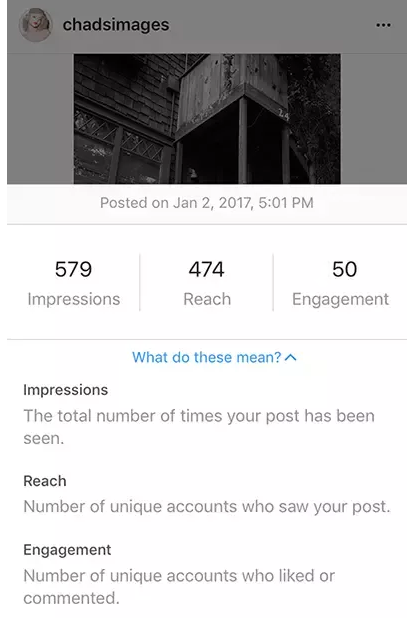 chadsimages
Posted on Jan 2, 2017, 5:01 PM
579 474 50
Impressions Reach Engagement
What do these mean?
Impressions
The total number of times your post has been
seen.
Reach
Number of unique accounts who saw your post.
Engagement
Number of unique accounts who liked or
commented.